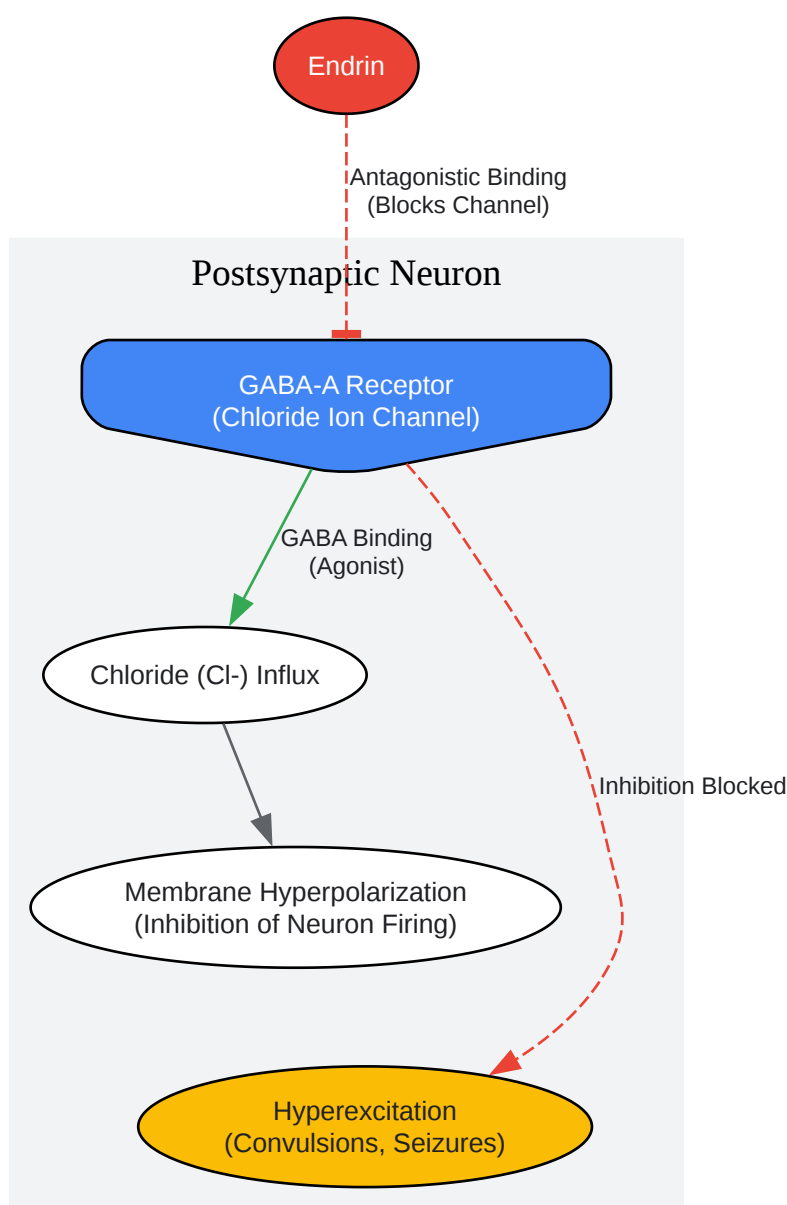 Endrin
Antagonistic Binding
(Blocks Channel)
Postsynaptic Neuron
GABA-A Receptor
(Chloride Ion Channel)
GABA Binding
(Agonist)
Chloride (Cl-) Influx
Inhibition Blocked
Membrane Hyperpolarization
(Inhibition of Neuron Firing)
Hyperexcitation
(Convulsions, Seizures)